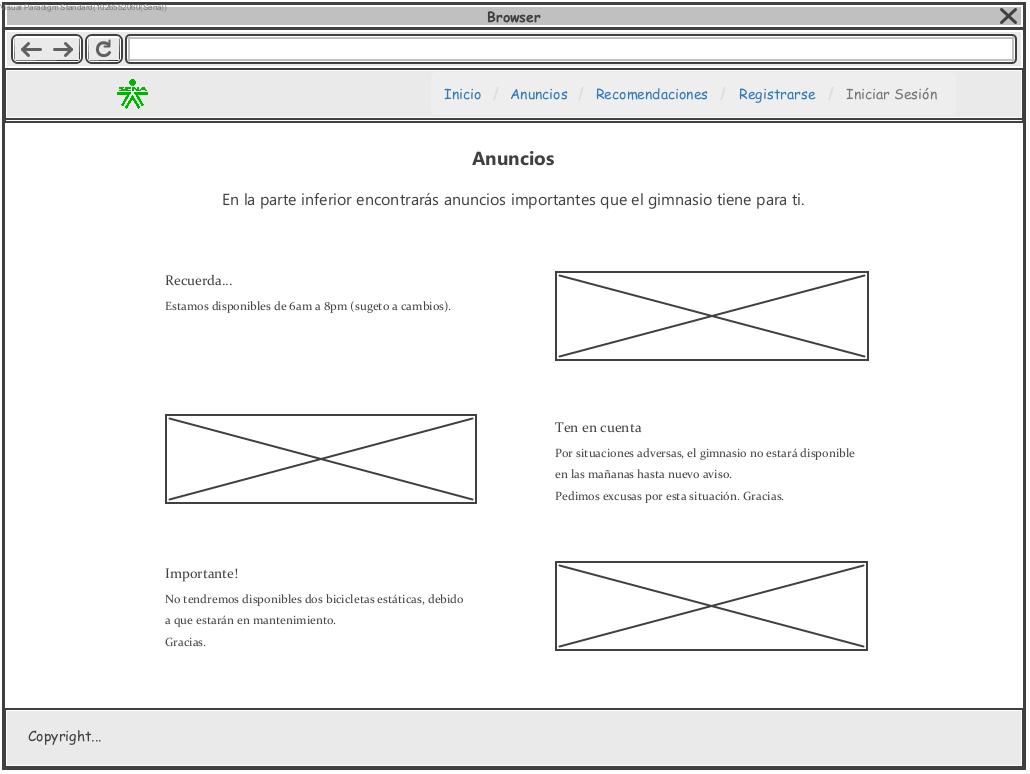 Visual Paradigm Standard(1026552060(Sena))
Browser
SENA
Inicio / Anuncios / Recomendaciones / Registrarse / Iniciar Sesión
Anuncios
En la parte inferior encontrarás anuncios importantes que el gimnasio tiene para ti.
Recuerda...
Estamos disponibles de 6am a 8pm (sugeto a cambios).
Ten en cuenta
Por situaciones adversas, el gimnasio no estará disponible
en las mañanas hasta nuevo aviso.
Pedimos excusas por esta situación. Gracias.
Importante!
No tendremos disponibles dos bicicletas estáticas, debido
a que estarán en mantenimiento.
Gracias.
Copyright...